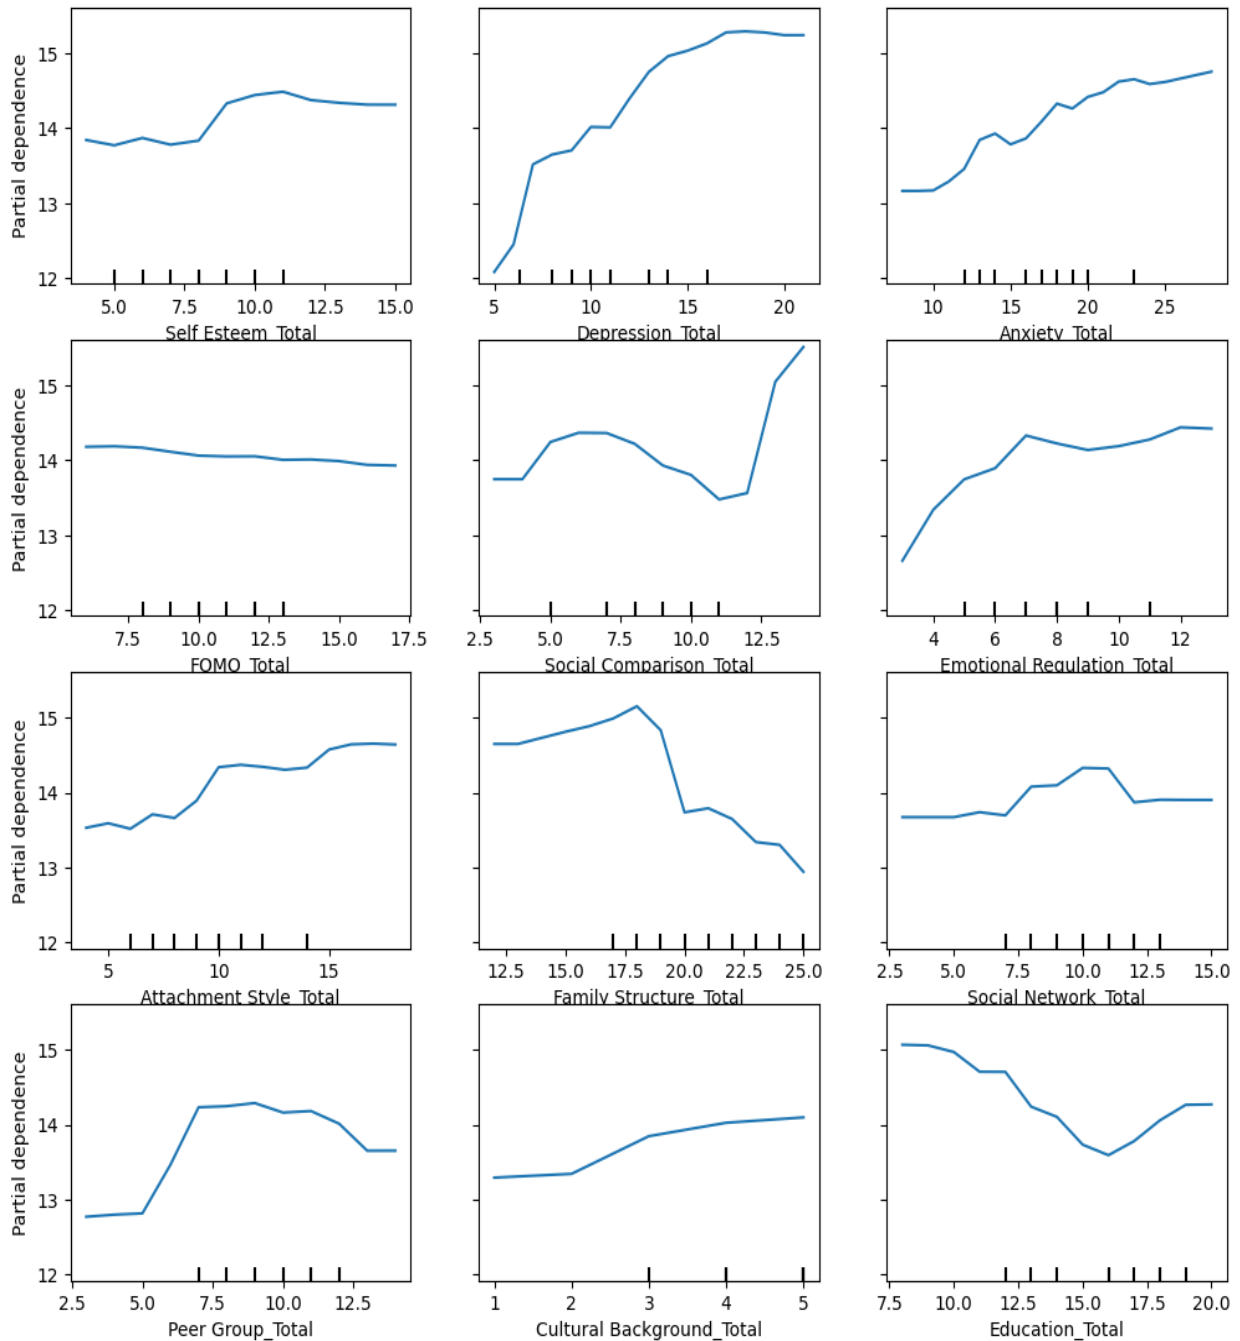 15
14
13
12
Partial dependence
5.0 7.5 10.0 12.5 15.0
5 10 15 20
10 15 20 25
Self Esteem_Total
Depression_Total
Anxiety_Total
15
14
13
12
Partial dependence
7.5 10.0 12.5 15.0 17.5
2.5 5.0 7.5 10.0 12.5
4 6 8 10 12
FOMO_Total
Social Comparison_Total
Emotional Regulation_Total
15
14
13
12
Partial dependence
5 10 15
12.5 15.0 17.5 20.0 22.5 25.0
2.5 5.0 7.5 10.0 12.5 15.0
Attachment Style_Total
Family Structure_Total
Social Network_Total
15
14
13
12
Partial dependence
2.5 5.0 7.5 10.0 12.5
1 2 3 4 5
7.5 10.0 12.5 15.0 17.5 20.0
Peer Group_Total
Cultural Background_Total
Education_Total